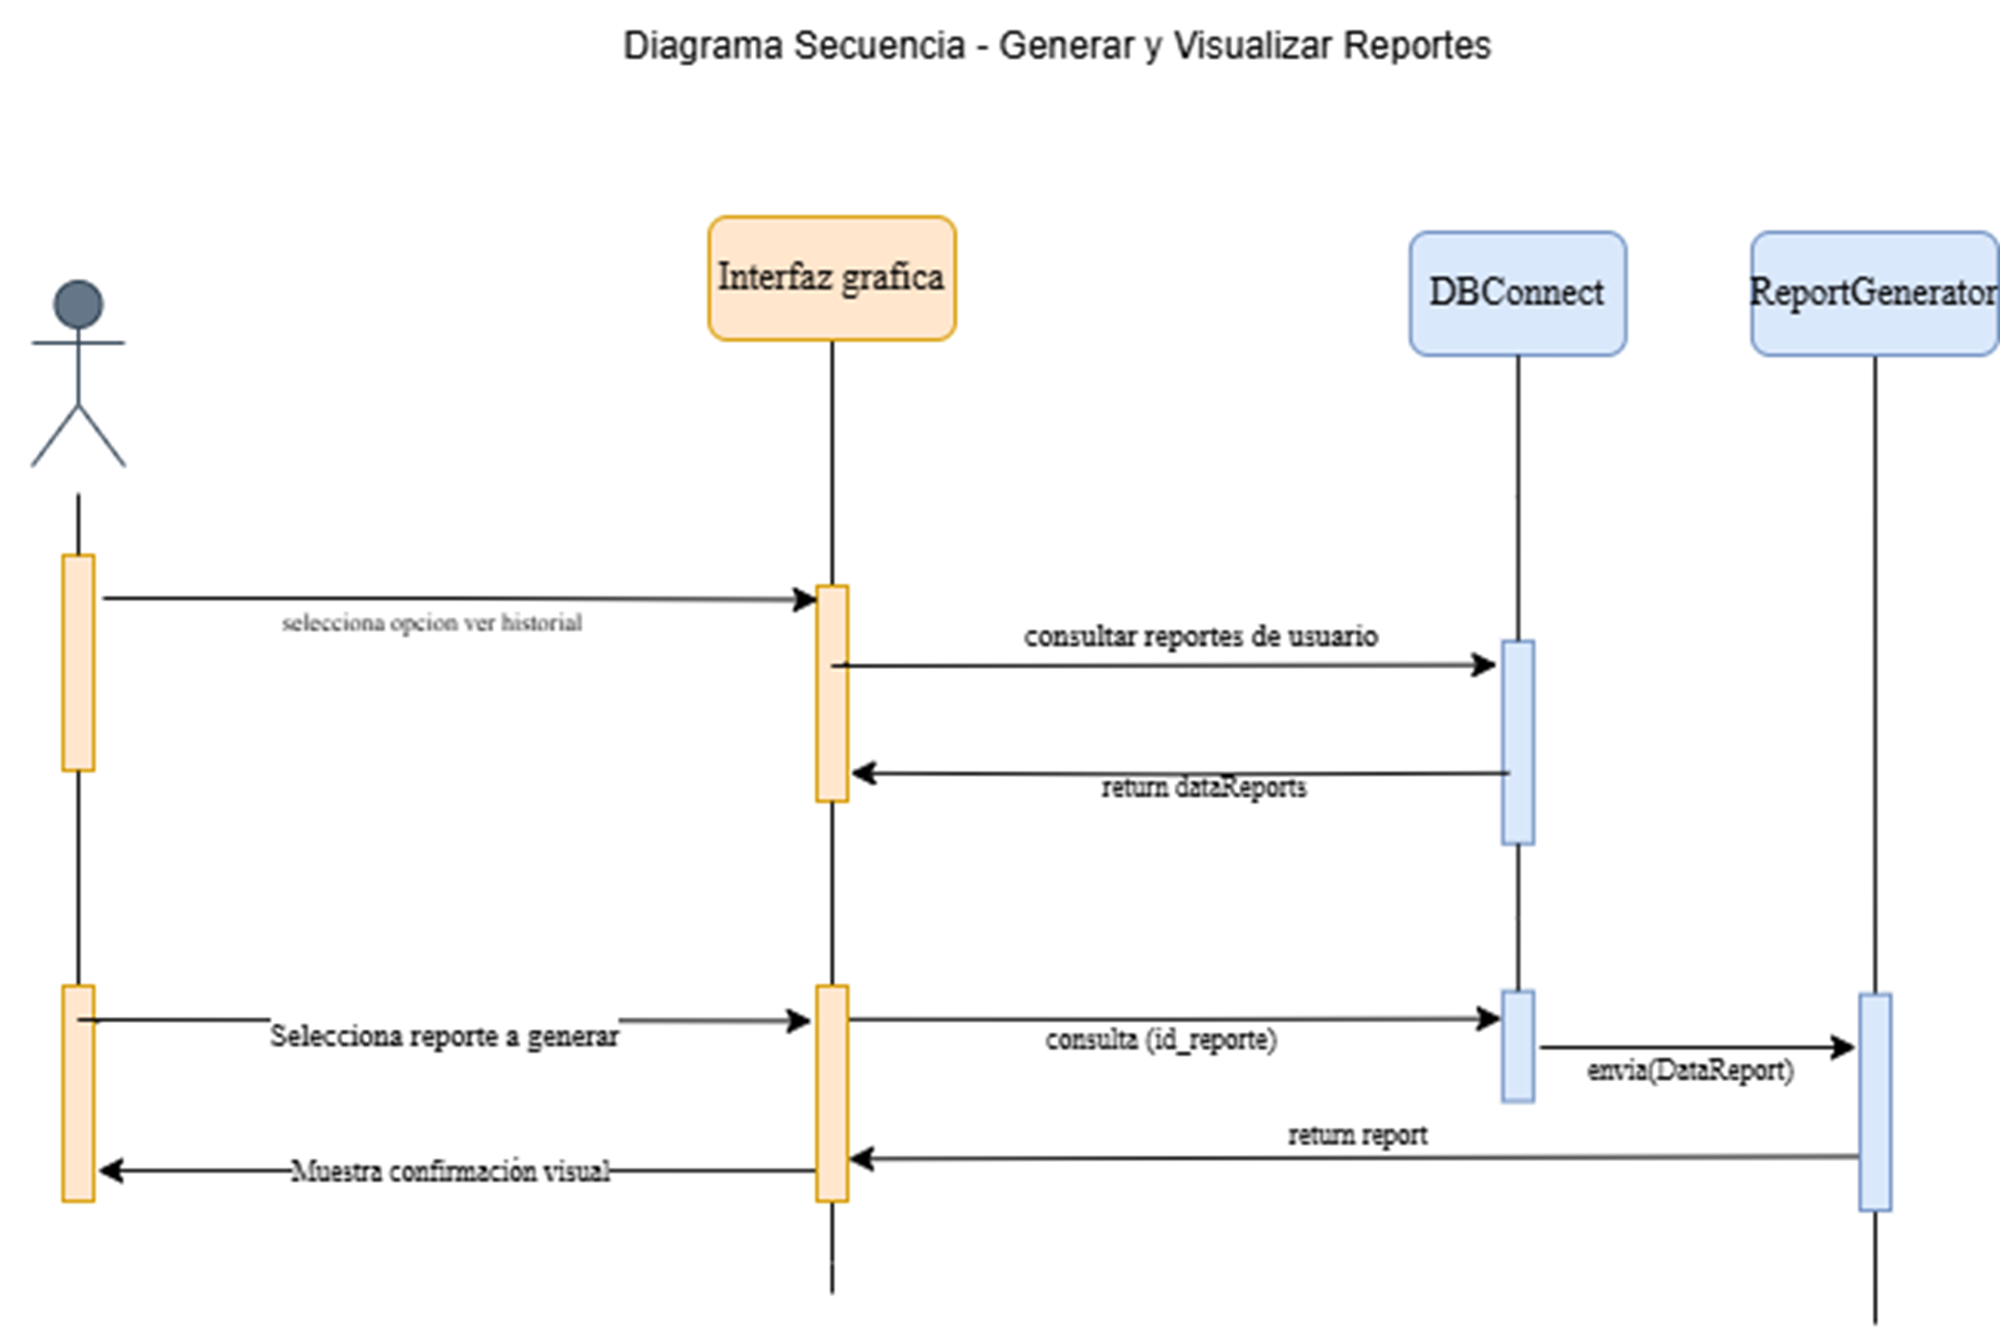 Diagrama Secuencia - Generar y Visualizar Reportes
Interfaz grafica
DBConnect
ReportGenerator
selecciona opcion ver historial
consultar reportes de usuario
return dataReports
Selecciona reporte a generar
consulta (id_reporte)
envia(DataReport)
return report
Muestra confirmación visual